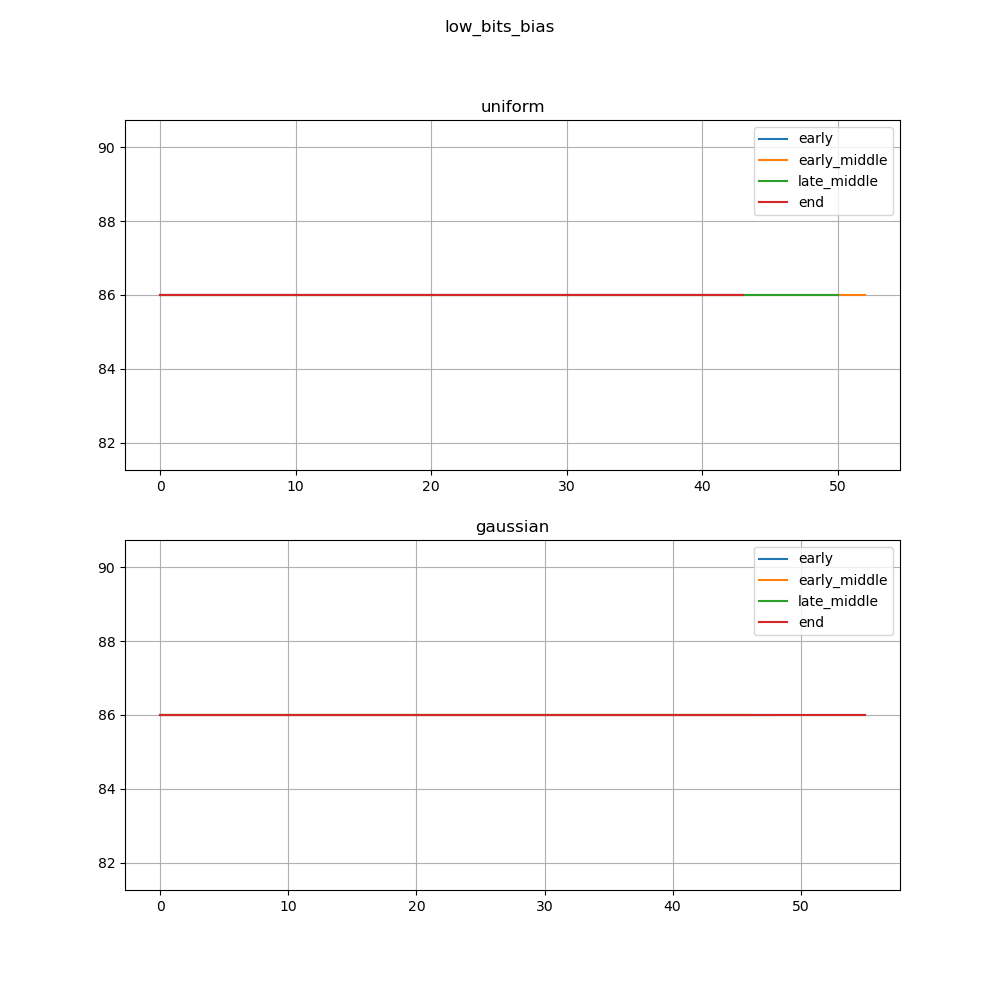 low_bits_bias
uniform
early
early_middle
late_middle
end
90
88
86
84
82
0 10 20 30 40 50
gaussian
early
early_middle
late_middle
end
90
88
86
84
82
0 10 20 30 40 50